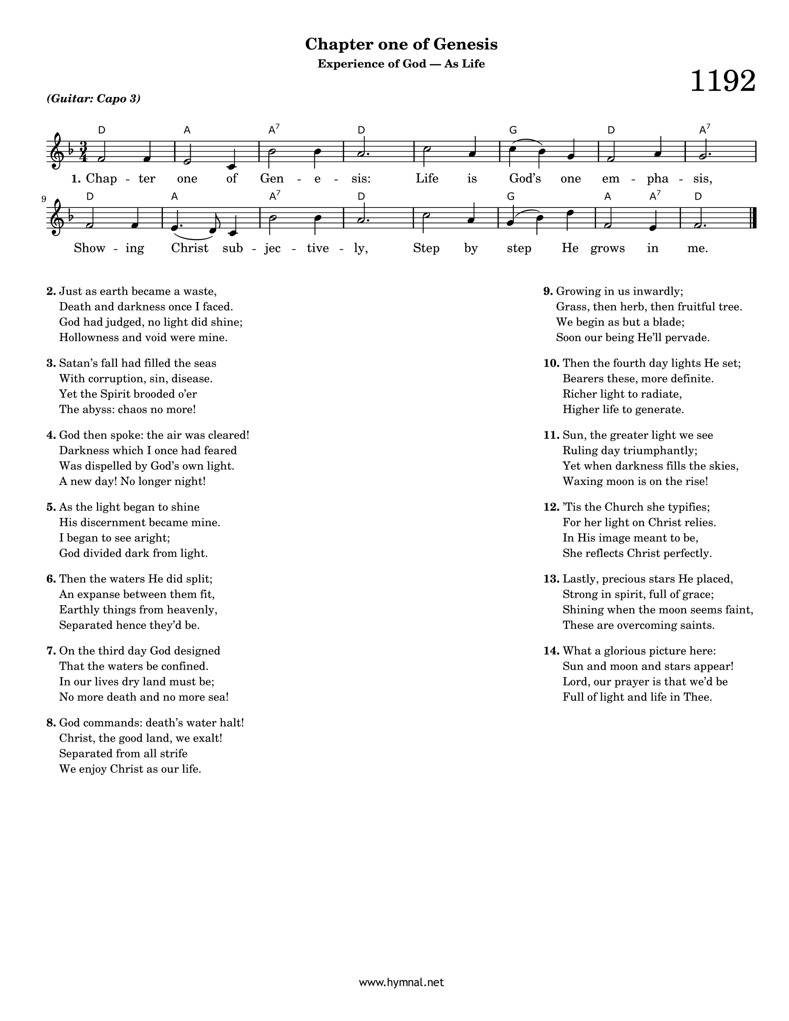 Chapter one of Genesis
Experience of God — As Life
1192
(Guitar: Capo 3)
D A A7 D G D A7
3
4
1. Chap - ter one of Gen - e - sis: Life is God's one em - pha - sis,
9
D A A7 D G A A7 D
Show - ing Christ sub - jec - tive - ly, Step by step He grows in me.
2. Just as earth became a waste,
Death and darkness once I faced.
God had judged, no light did shine;
Hollowness and void were mine.
3. Satan's fall had filled the seas
With corruption, sin, disease.
Yet the Spirit brooded o'er
The abyss: chaos no more!
4. God then spoke: the air was cleared!
Darkness which I once had feared
Was dispelled by God's own light.
A new day! No longer night!
5. As the light began to shine
His discernment became mine.
I began to see aright;
God divided dark from light.
6. Then the waters He did split;
An expanse between them fit,
Earthly things from heavenly,
Separated hence they'd be.
7. On the third day God designed
That the waters be confined.
In our lives dry land must be;
No more death and no more sea!
8. God commands: death's water halt!
Christ, the good land, we exalt!
Separated from all strife
We enjoy Christ as our life.
9. Growing in us inwardly;
Grass, then herb, then fruitful tree.
We begin as but a blade;
Soon our being He'll pervade.
10. Then the fourth day lights He set;
Bearers these, more definite.
Richer light to radiate,
Higher life to generate.
11. Sun, the greater light we see
Ruling day triumphantly;
Yet when darkness fills the skies,
Waxing moon is on the rise!
12. 'Tis the Church she typifies;
For her light on Christ relies.
In His image meant to be,
She reflects Christ perfectly.
13. Lastly, precious stars He placed,
Strong in spirit, full of grace;
Shining when the moon seems faint,
These are overcoming saints.
14. What a glorious picture here:
Sun and moon and stars appear!
Lord, our prayer is that we'd be
Full of light and life in Thee.
www.hymnal.net